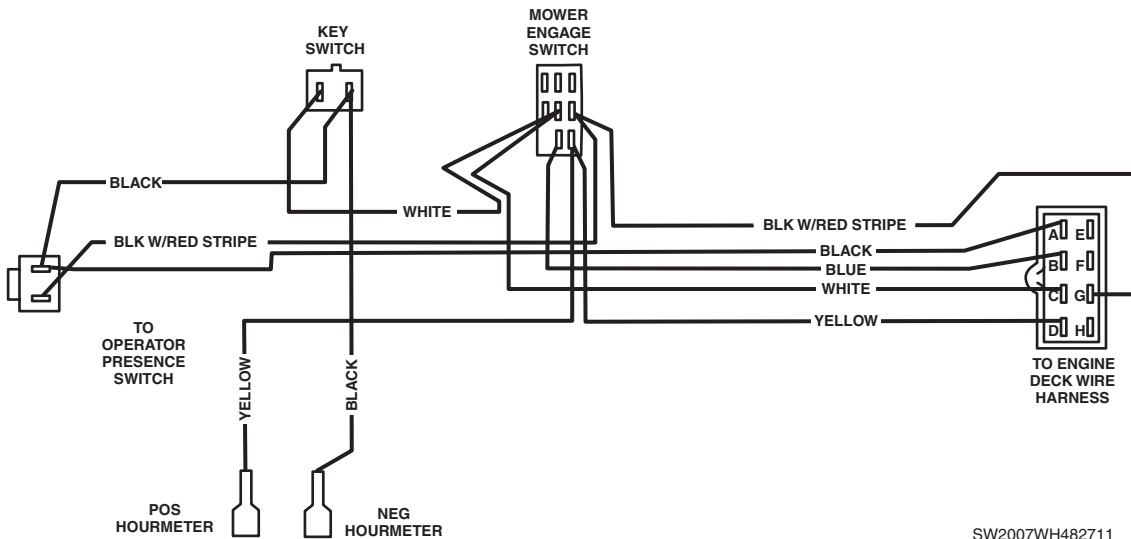 KEY
SWITCH
MOWER
ENGAGE
SWITCH
BLACK
WHITE
BLK W/RED STRIPE
BLK W/RED STRIPE
BLACK
BLUE
WHITE
YELLOW
A E
B F
C G
D H
TO
OPERATOR
PRESENCE
SWITCH
YELLOW
BLACK
TO ENGINE
DECK WIRE
HARNESS
POS
HOURMETER
NEG
HOURMETER
SW2007WH482711